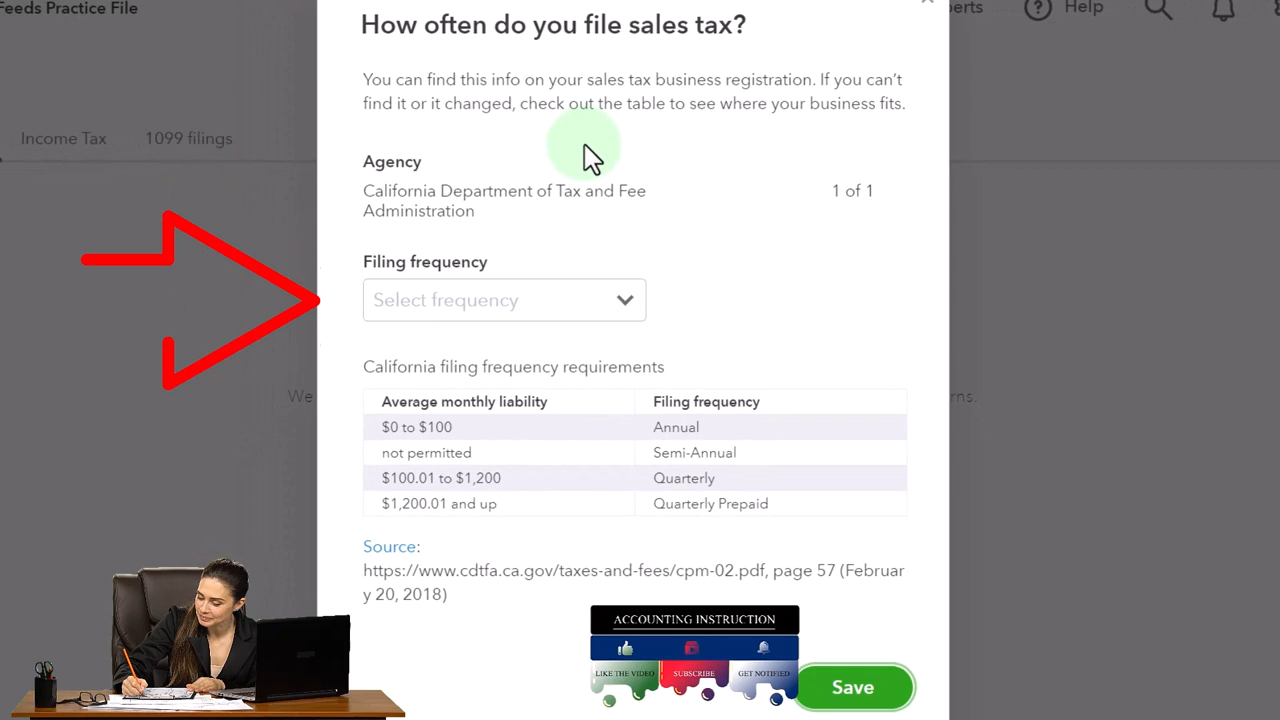 Feeds Practice File
How often do you file sales tax?
erts
Help
You can find this info on your sales tax business registration. If you can't
find it or it changed, check out the table to see where your business fits.
Income Tax
1099 filings
Agency
California Department of Tax and Fee
Administration
1 of 1
Filing frequency
Select frequency
California filing frequency requirements
We
rns.
Average monthly liability Filing frequency
$0 to $100 Annual
not permitted Semi-Annual
$100.01 to $1,200 Quarterly
$1,200.01 and up Quarterly Prepaid
Source:
https://www.cdtfa.ca.gov/taxes-and-fees/cpm-02.pdf, page 57 (Februar
y 20, 2018)
ACCOUNTING INSTRUCTION
LIKE THE VIDEO
SUBSCRIBE
GET NOTIFIED
Save